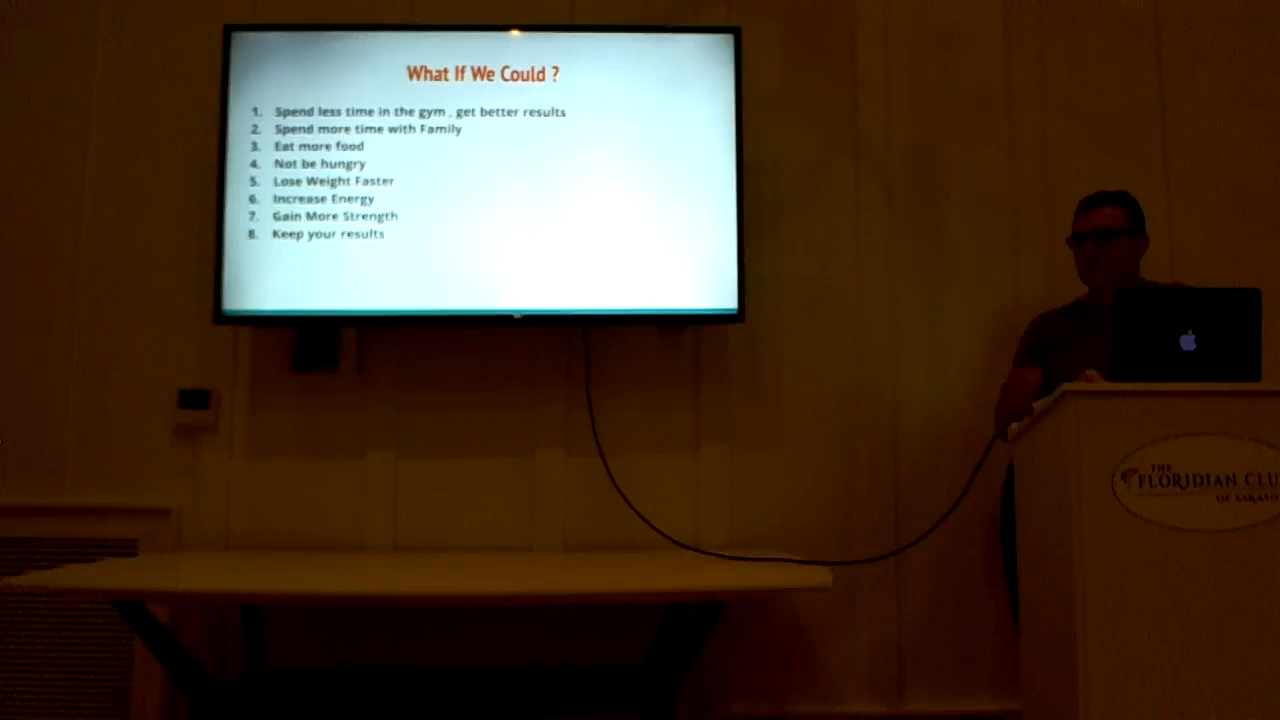 What If We Could ?
1. Spend less time in the gym , get better results
2. Spend more time with Family
3. Eat more food
4. Not be hungry
5. Lose Weight Faster
6. Increase Energy
7. Gain More Strength
8. Keep your results
THE
FLORIDIAN CLU
OF SARASO